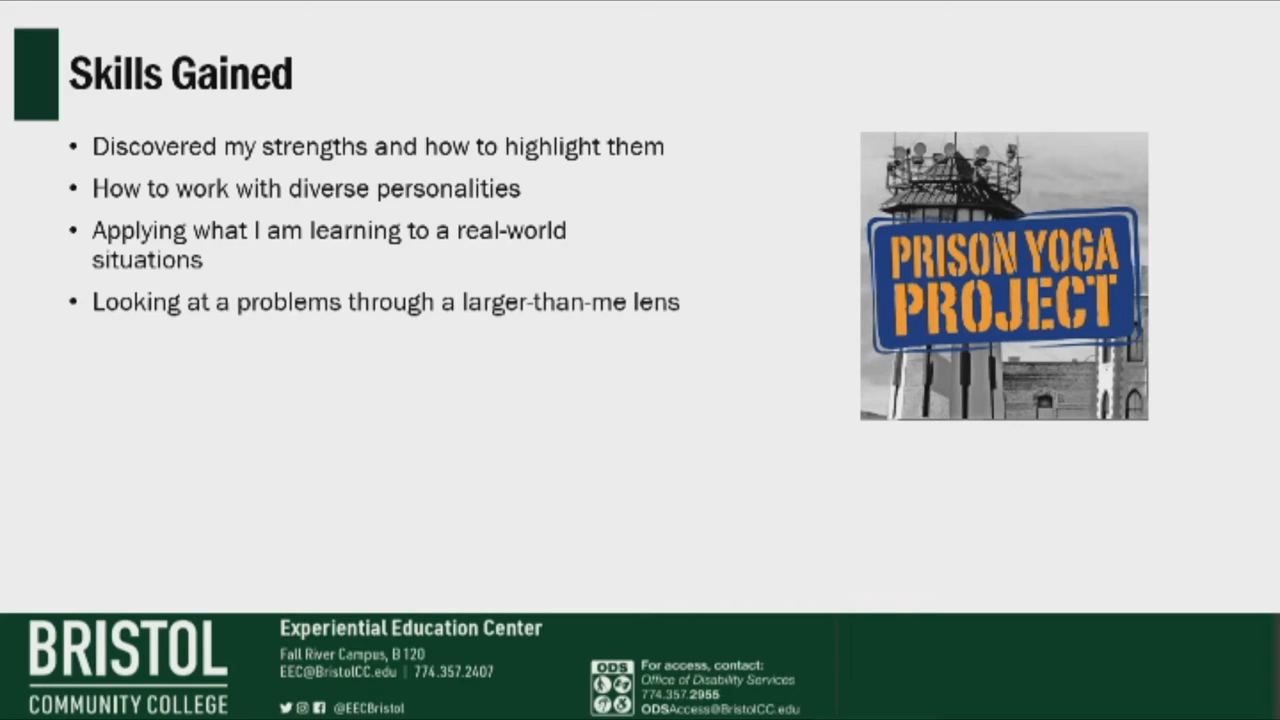 Skills Gained
• Discovered my strengths and how to highlight them
• How to work with diverse personalities
• Applying what I am learning to a real-world
situations
• Looking at a problems through a larger-than-me lens
PRISON YOGA
PROJECT
BRISTOL
COMMUNITY COLLEGE
Experiential Education Center
Fall River Campus, B 120
EEC@BristolCC.edu | 774.357.2407
@EECBristol
ODS
For access, contact:
Office of Disability Services
774.357.2955
ODSAccess@BristolCC.edu